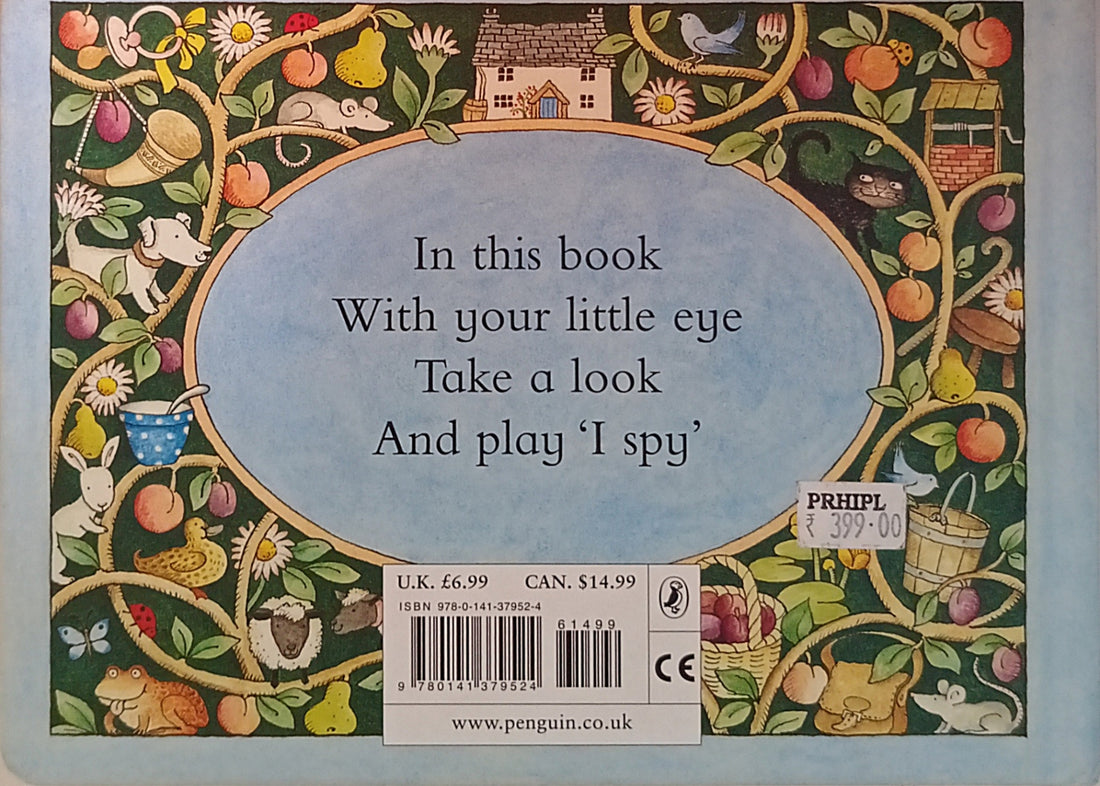 In this book
With your little eye
Take a look
And play ‘I spy’
PRHIPL
₹ 399.00
U.K. £6.99 CAN. $14.99
ISBN 978-0-141-37952-4
61499
9 780141 379524
CE
www.penguin.co.uk